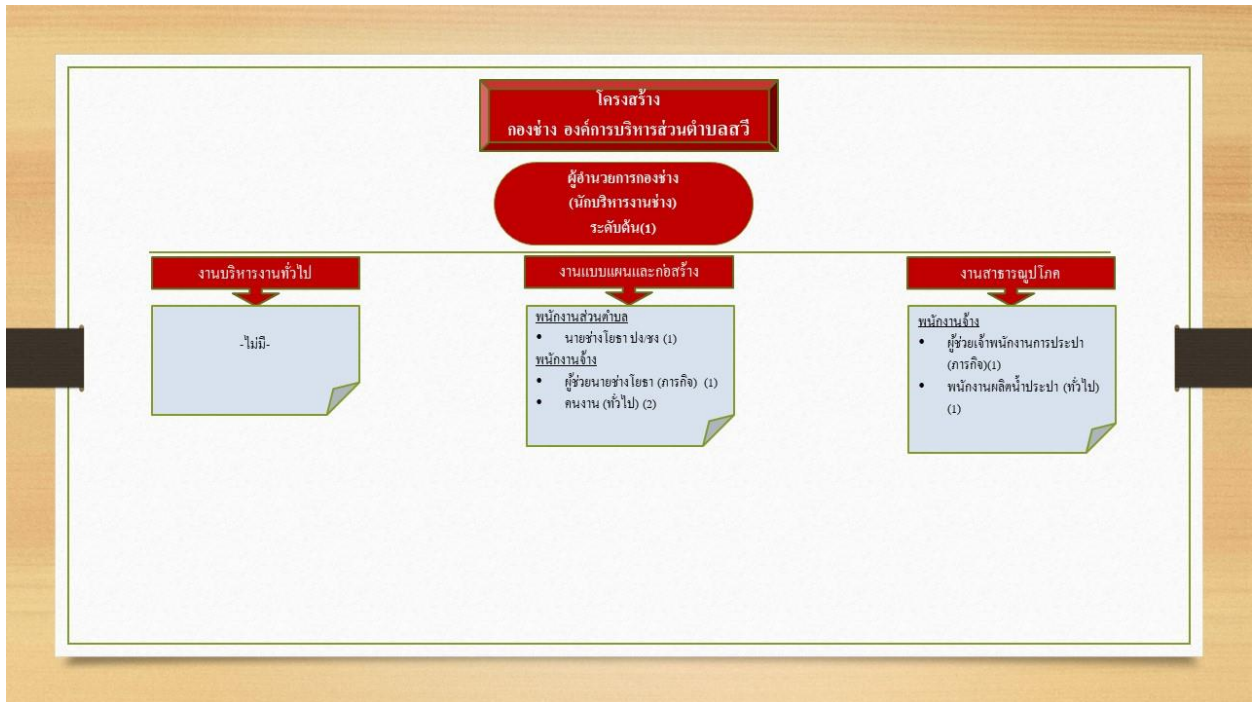 โครงสร้าง
กองช่าง องค์การบริหารส่วนตำบลสวี
ผู้อำนวยการกองช่าง
(นักบริหารงานช่าง)
ระดับต้น(1)
งานบริหารงานทั่วไป
-ไม่มี-
งานแบบแผนและก่อสร้าง
พนักงานส่วนตำบล
• นายช่างโยธา ปง/ชง (1)
พนักงานจ้าง
• ผู้ช่วยนายช่างโยธา (ภารกิจ) (1)
• คนงาน (ทั่วไป) (2)
งานสาธารณูปโภค
พนักงานจ้าง
• ผู้ช่วยเจ้าพนักงานการประปา
(ภารกิจ)(1)
• พนักงานผลิตน้ำประปา (ทั่วไป)
(1)